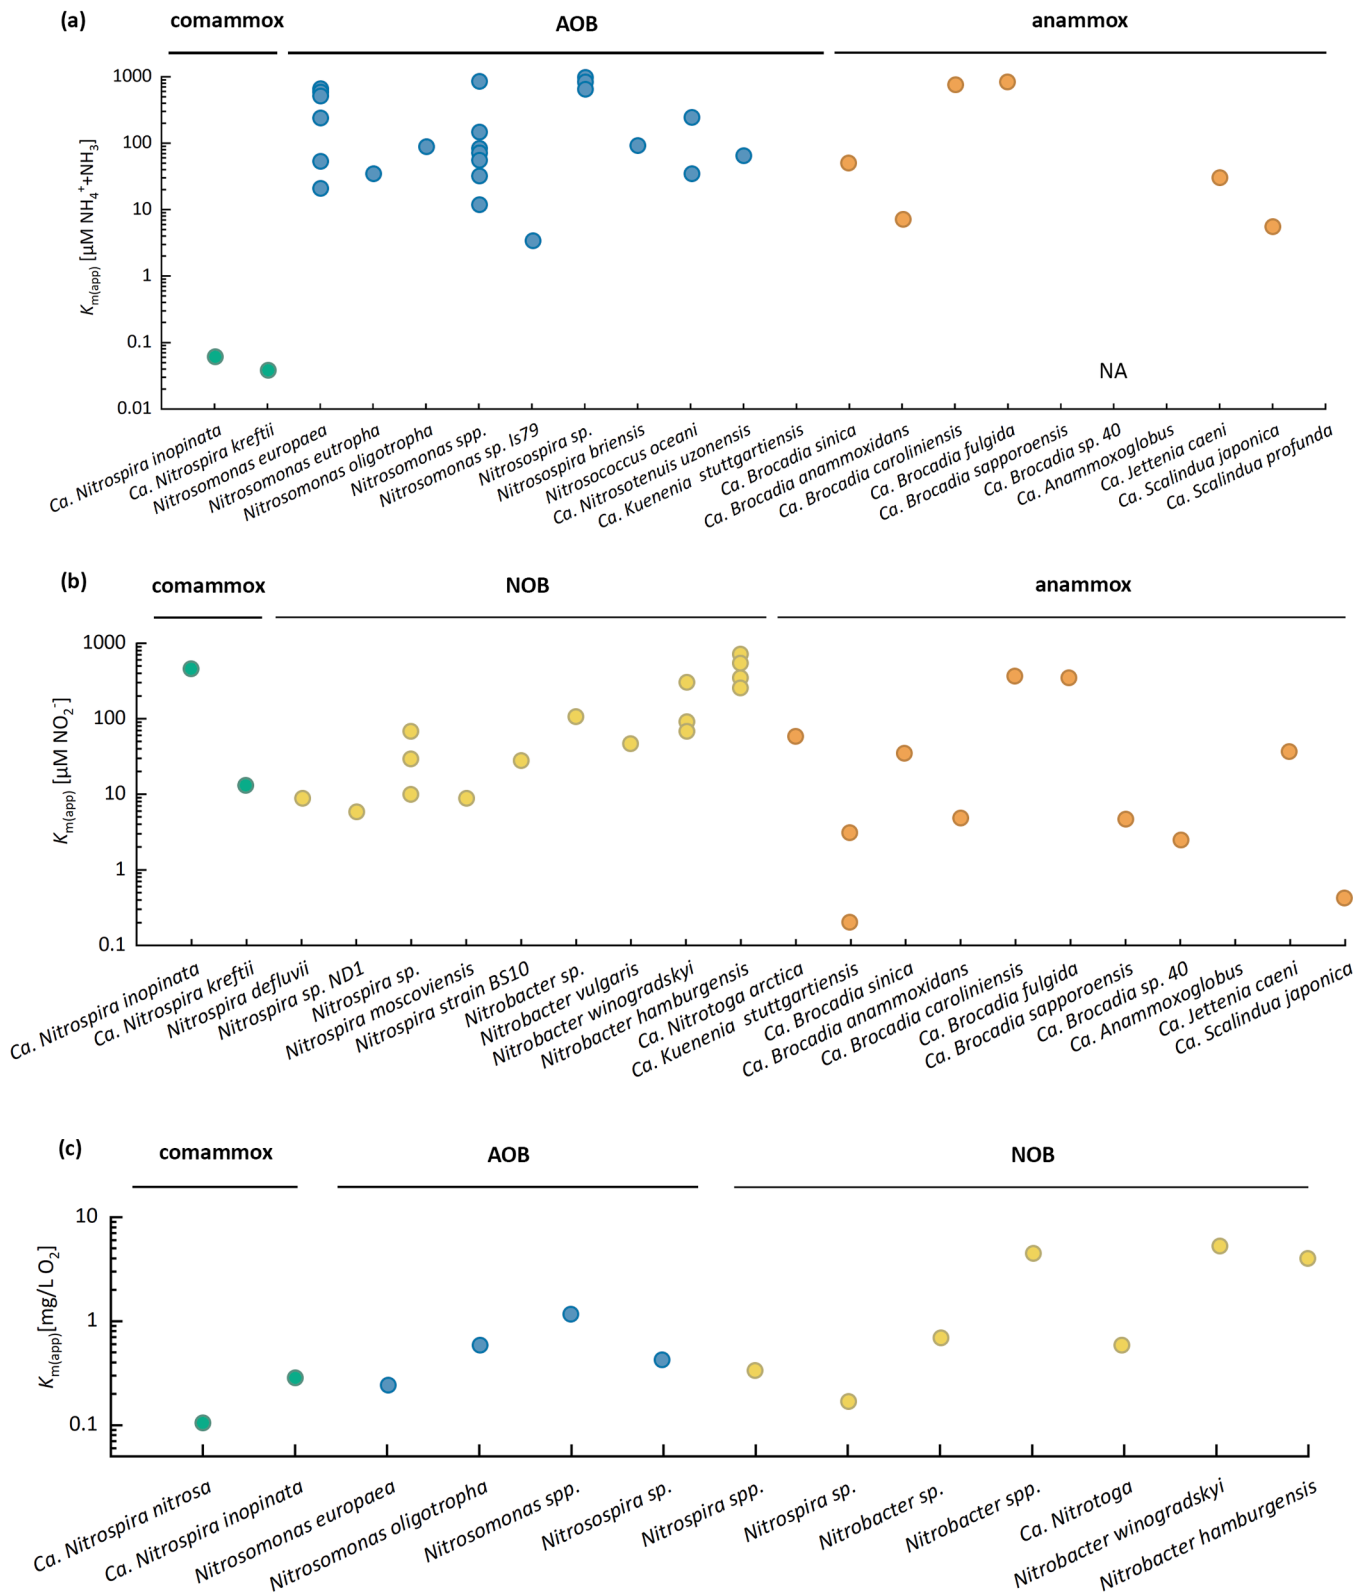 (a)
comammox
AOB
anammox
K m(app) [µM NH4++NH3]
1000
100
10
1
0.1
0.01
NA
Ca. Nitrospira inopinata
Ca. Nitrospira kreftii
Nitrosomonas europaea
Nitrosomonas eutropha
Nitrosomonas oligotropha
Nitrosomonas spp.
Nitrosomonas sp. Is79
Nitrosospira sp.
Nitrosospira briensis
Nitrosococcus oceani
Ca. Nitrosotenuis uzonensis
Ca. Kuenenia stuttgartiensis
Ca. Brocadia sinica
Ca. Brocadia anammoxidans
Ca. Brocadia caroliniensis
Ca. Brocadia fulgida
Ca. Brocadia sapporoensis
Ca. Brocadia sp. 40
Ca. Anammoxoglobus
Ca. Jettenia caeni
Ca. Scalindua japonica
Ca. Scalindua profunda
(b)
comammox
NOB
anammox
K m(app) [µM NO2-]
1000
100
10
1
0.1
Ca. Nitrospira inopinata
Ca. Nitrospira kreftii
Nitrospira defluvii
Nitrospira sp. ND1
Nitrospira sp.
Nitrospira moscoviensis
Nitrospira strain BS10
Nitrobacter sp.
Nitrobacter vulgaris
Nitrobacter winogradskyi
Nitrobacter hamburgensis
Ca. Nitrotoga arctica
Ca. Kuenenia stuttgartiensis
Ca. Brocadia sinica
Ca. Brocadia anammoxidans
Ca. Brocadia caroliniensis
Ca. Brocadia fulgida
Ca. Brocadia sapporoensis
Ca. Brocadia sp. 40
Ca. Anammoxoglobus
Ca. Jettenia caeni
Ca. Scalindua japonica
(c)
comammox
AOB
NOB
K m(app)[mg/L O2]
10
1
0.1
Ca. Nitrospira nitrosa
Ca. Nitrospira inopinata
Nitrosomonas europaea
Nitrosomonas oligotropha
Nitrosomonas spp.
Nitrosospira sp.
Nitrospira spp.
Nitrospira sp.
Nitrobacter sp.
Nitrobacter spp.
Ca. Nitrotoga
Nitrobacter winogradskyi
Nitrobacter hamburgensis